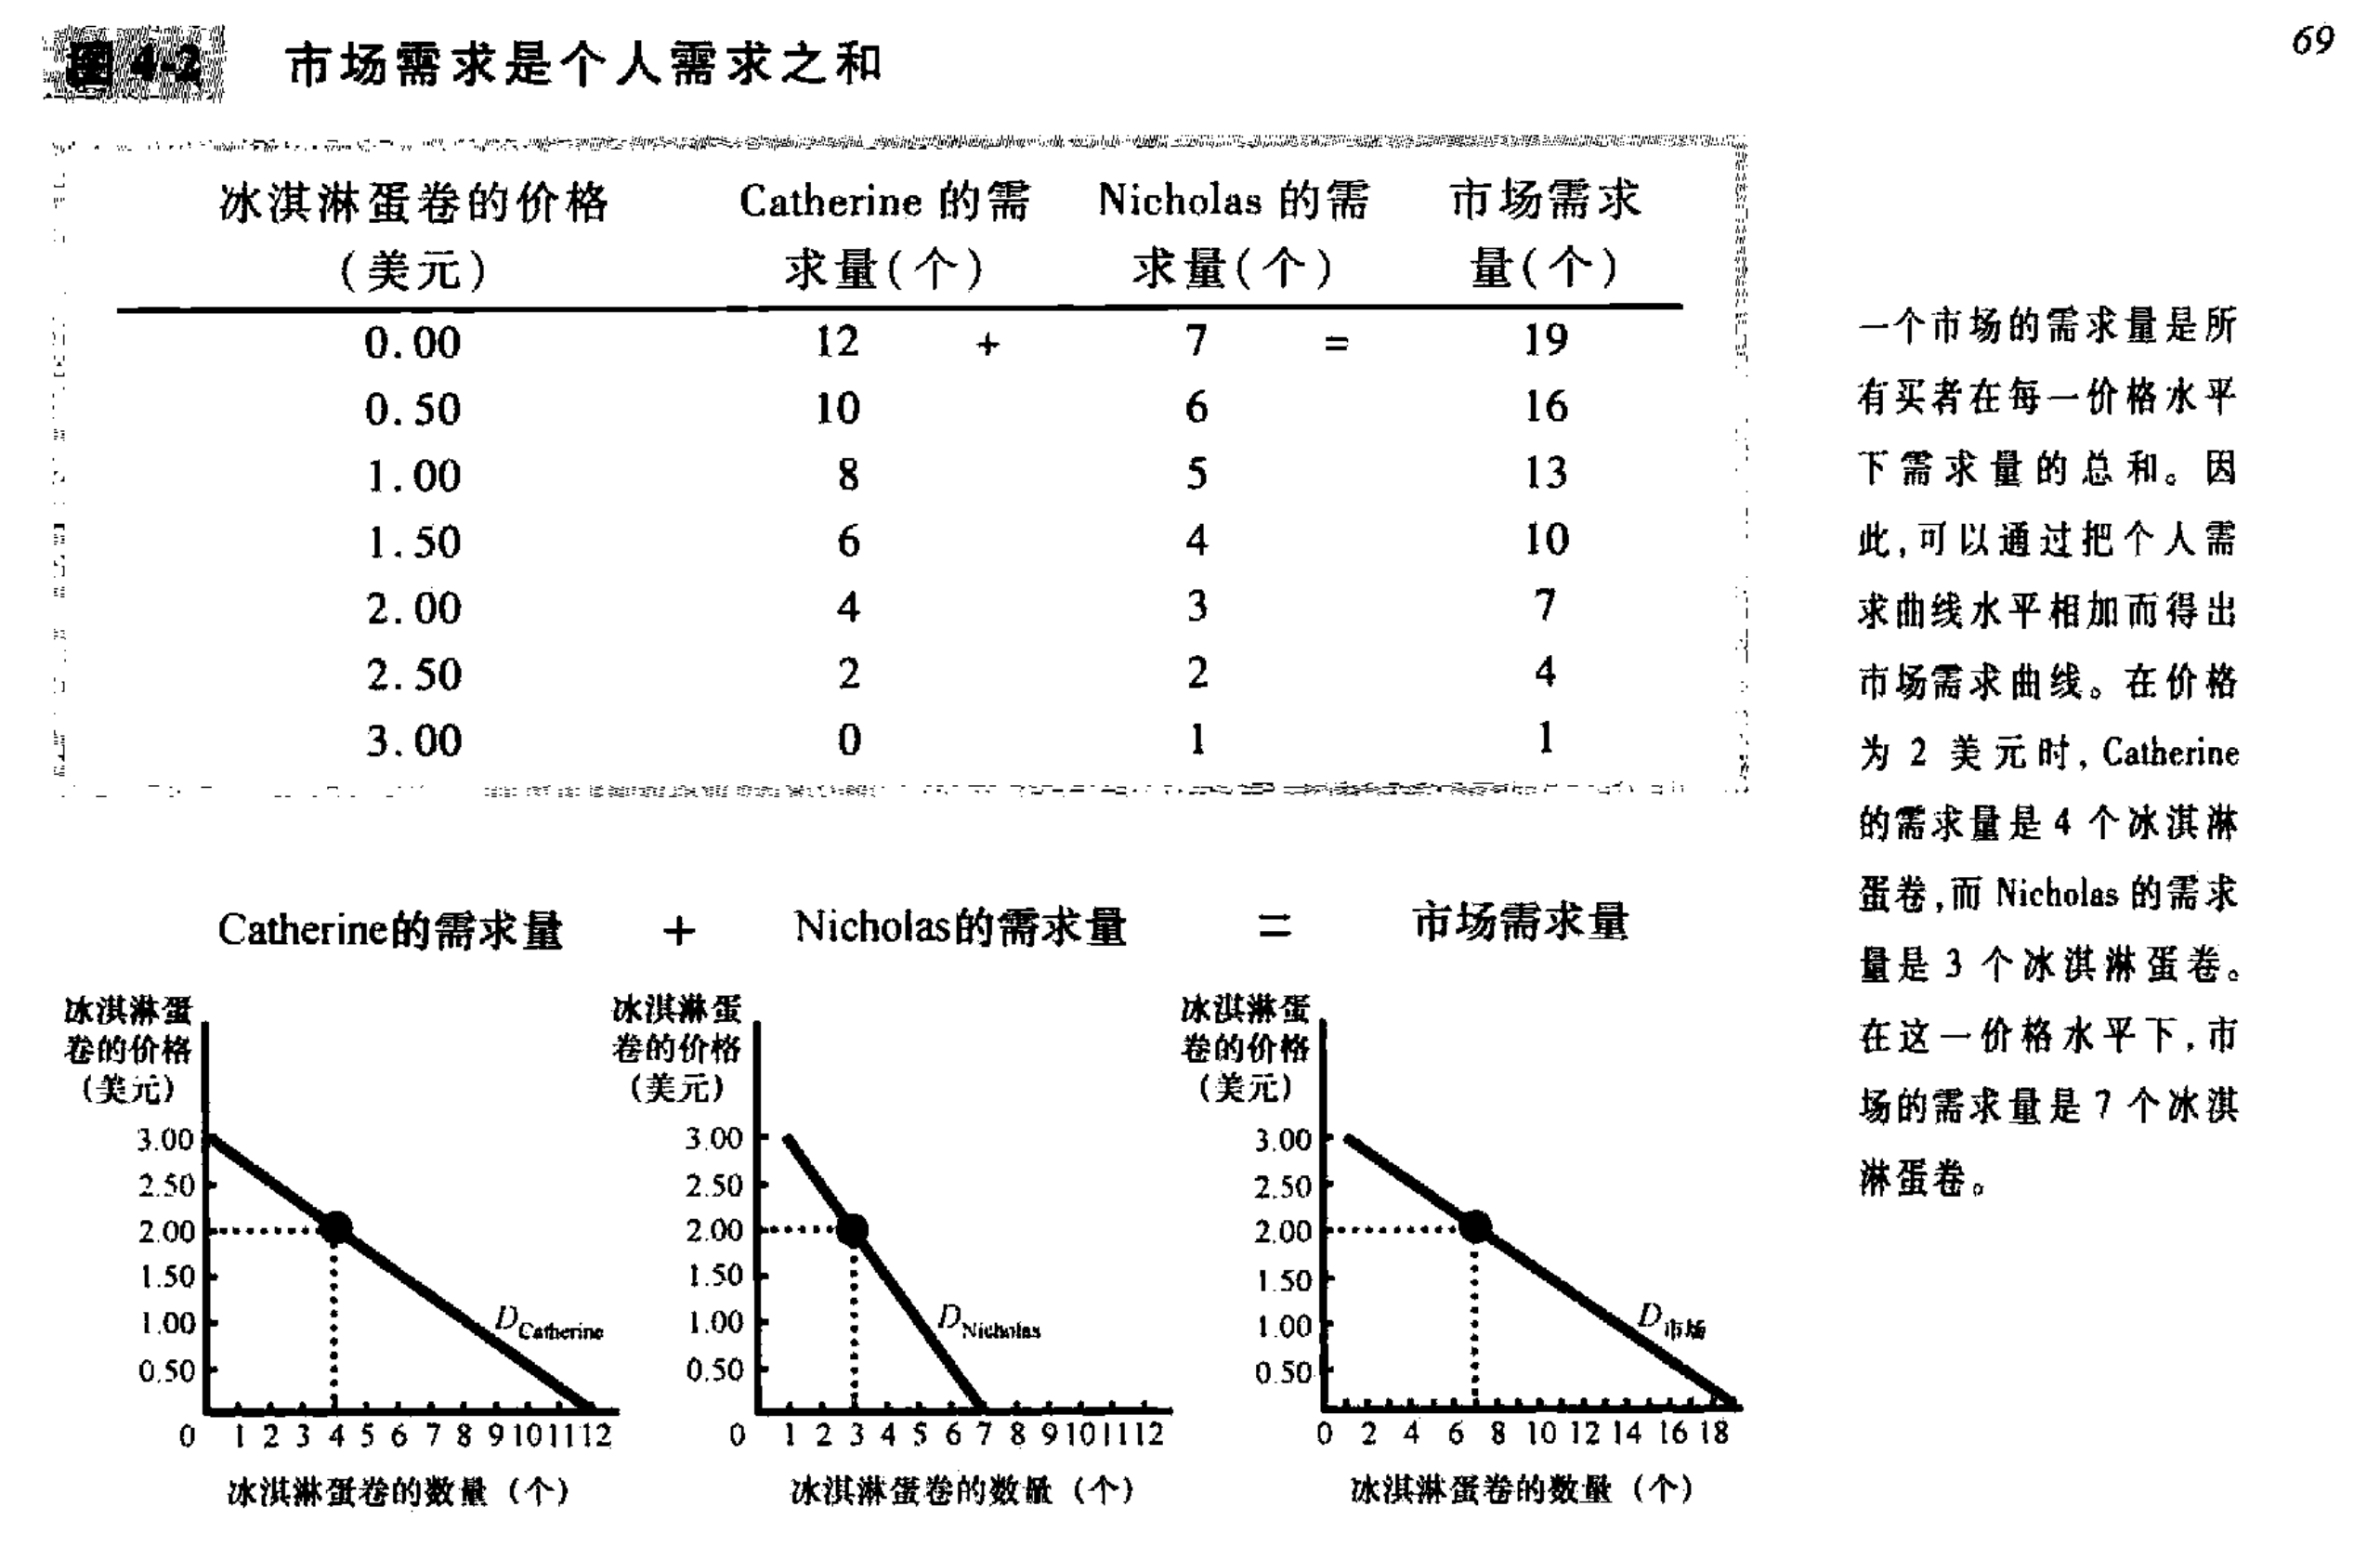 图 4-2 市场需求是个人需求之和
69
冰淇淋蛋卷的价格 Catherine 的需 Nicholas 的需 市场需求
(美元) 求量(个) 求量(个) 量(个)
0.00 12 + 7 = 19
0.50 10 6 16
1.00 8 5 13
1.50 6 4 10
2.00 4 3 7
2.50 2 2 4
3.00 0 1 1
一个市场的需求量是所
有买者在每一价格水平
下需求量的总和。因
此,可以通过把个人需
求曲线水平相加而得出
市场需求曲线。在价格
为 2 美元时, Catherine
的需求量是 4 个冰淇淋
蛋卷,而 Nicholas 的需求
量是 3 个冰淇淋蛋卷。
在这一价格水平下,市
场的需求量是 7 个冰淇
淋蛋卷。
Catherine的需求量 + Nicholas的需求量 = 市场需求量
冰淇淋蛋
卷的价格
(美元)
3.00
2.50
2.00
1.50
1.00
0.50
D Catherine
0 1 2 3 4 5 6 7 8 9 10 11 12
冰淇淋蛋卷的数量(个)
冰淇淋蛋
卷的价格
(美元)
3.00
2.50
2.00
1.50
1.00
0.50
D Nicholas
0 1 2 3 4 5 6 7 8 9 10 11 12
冰淇淋蛋卷的数量(个)
冰淇淋蛋
卷的价格
(美元)
3.00
2.50
2.00
1.50
1.00
0.50
D 市场
0 2 4 6 8 10 12 14 16 18
冰淇淋蛋卷的数量(个)